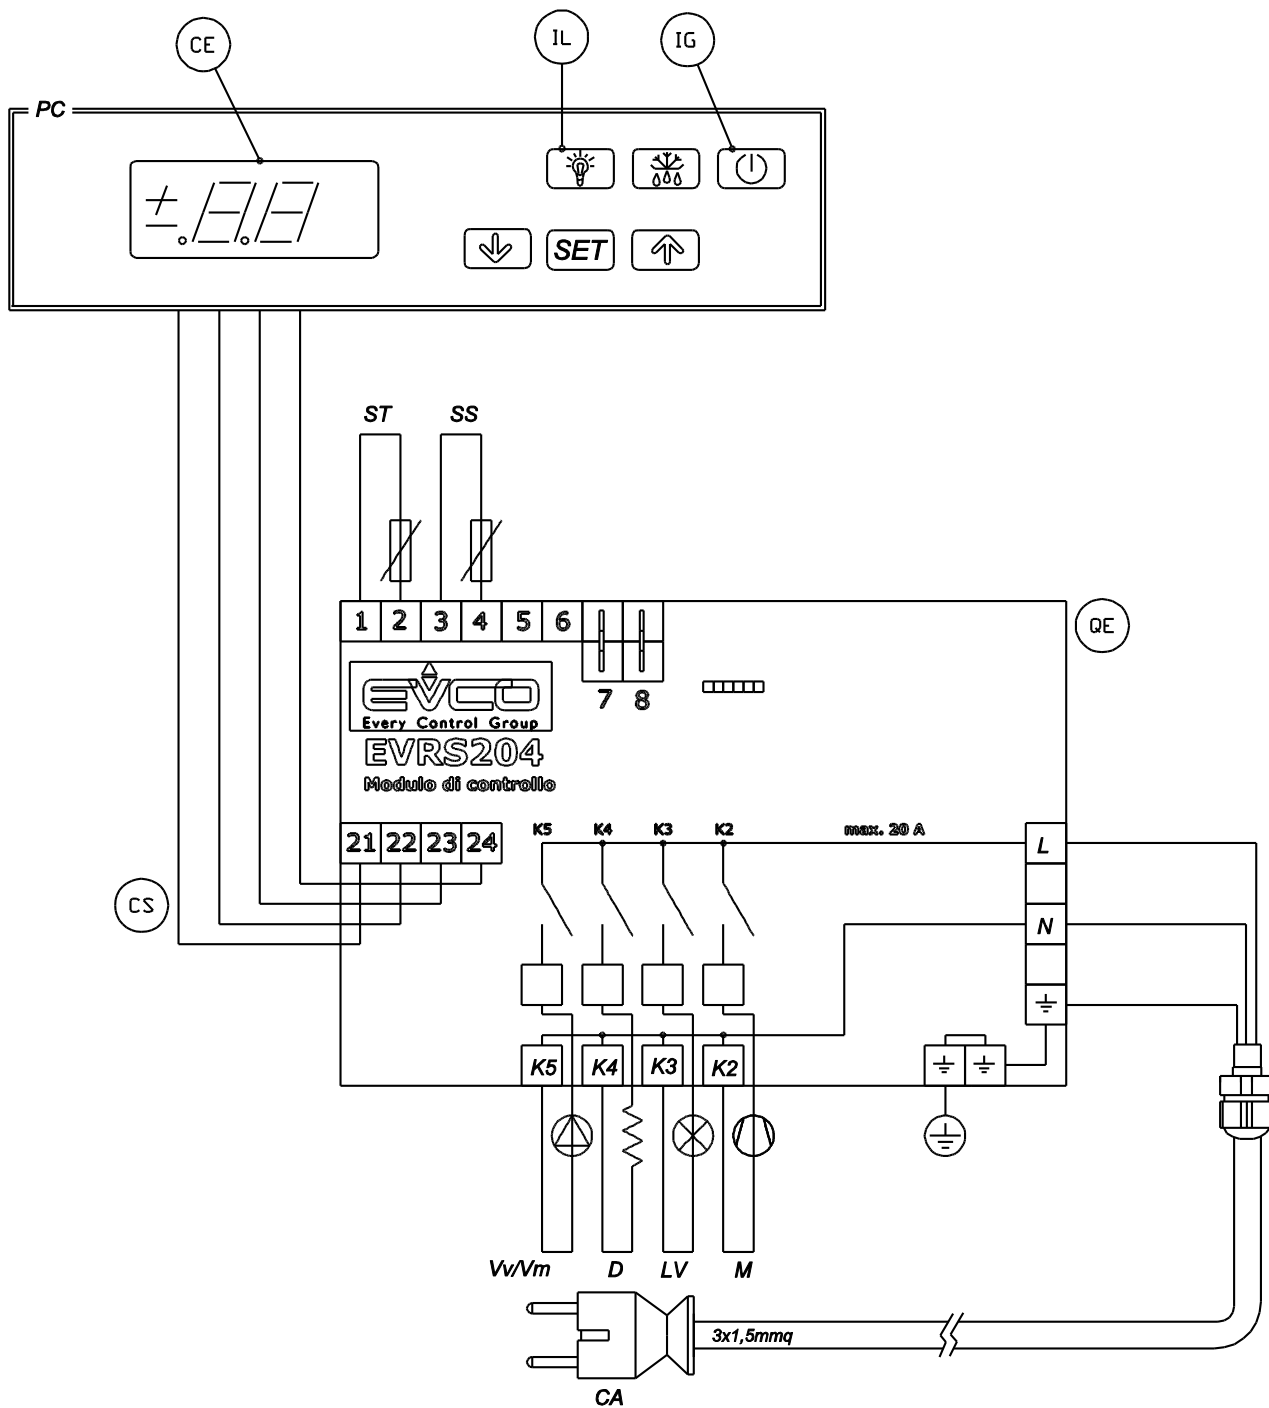 CE
IL
IG
PC
SET
ST
SS
1 2 3 4 5 6
QE
7 8
EVCO
Every Control Group
EVRS204
Modulo di controllo
K5 K4 K3 K2 max. 20 A
21 22 23 24
L
CS
N
K5 K4 K3 K2
Vv/Vm D LV M
3x1,5mmq
CA